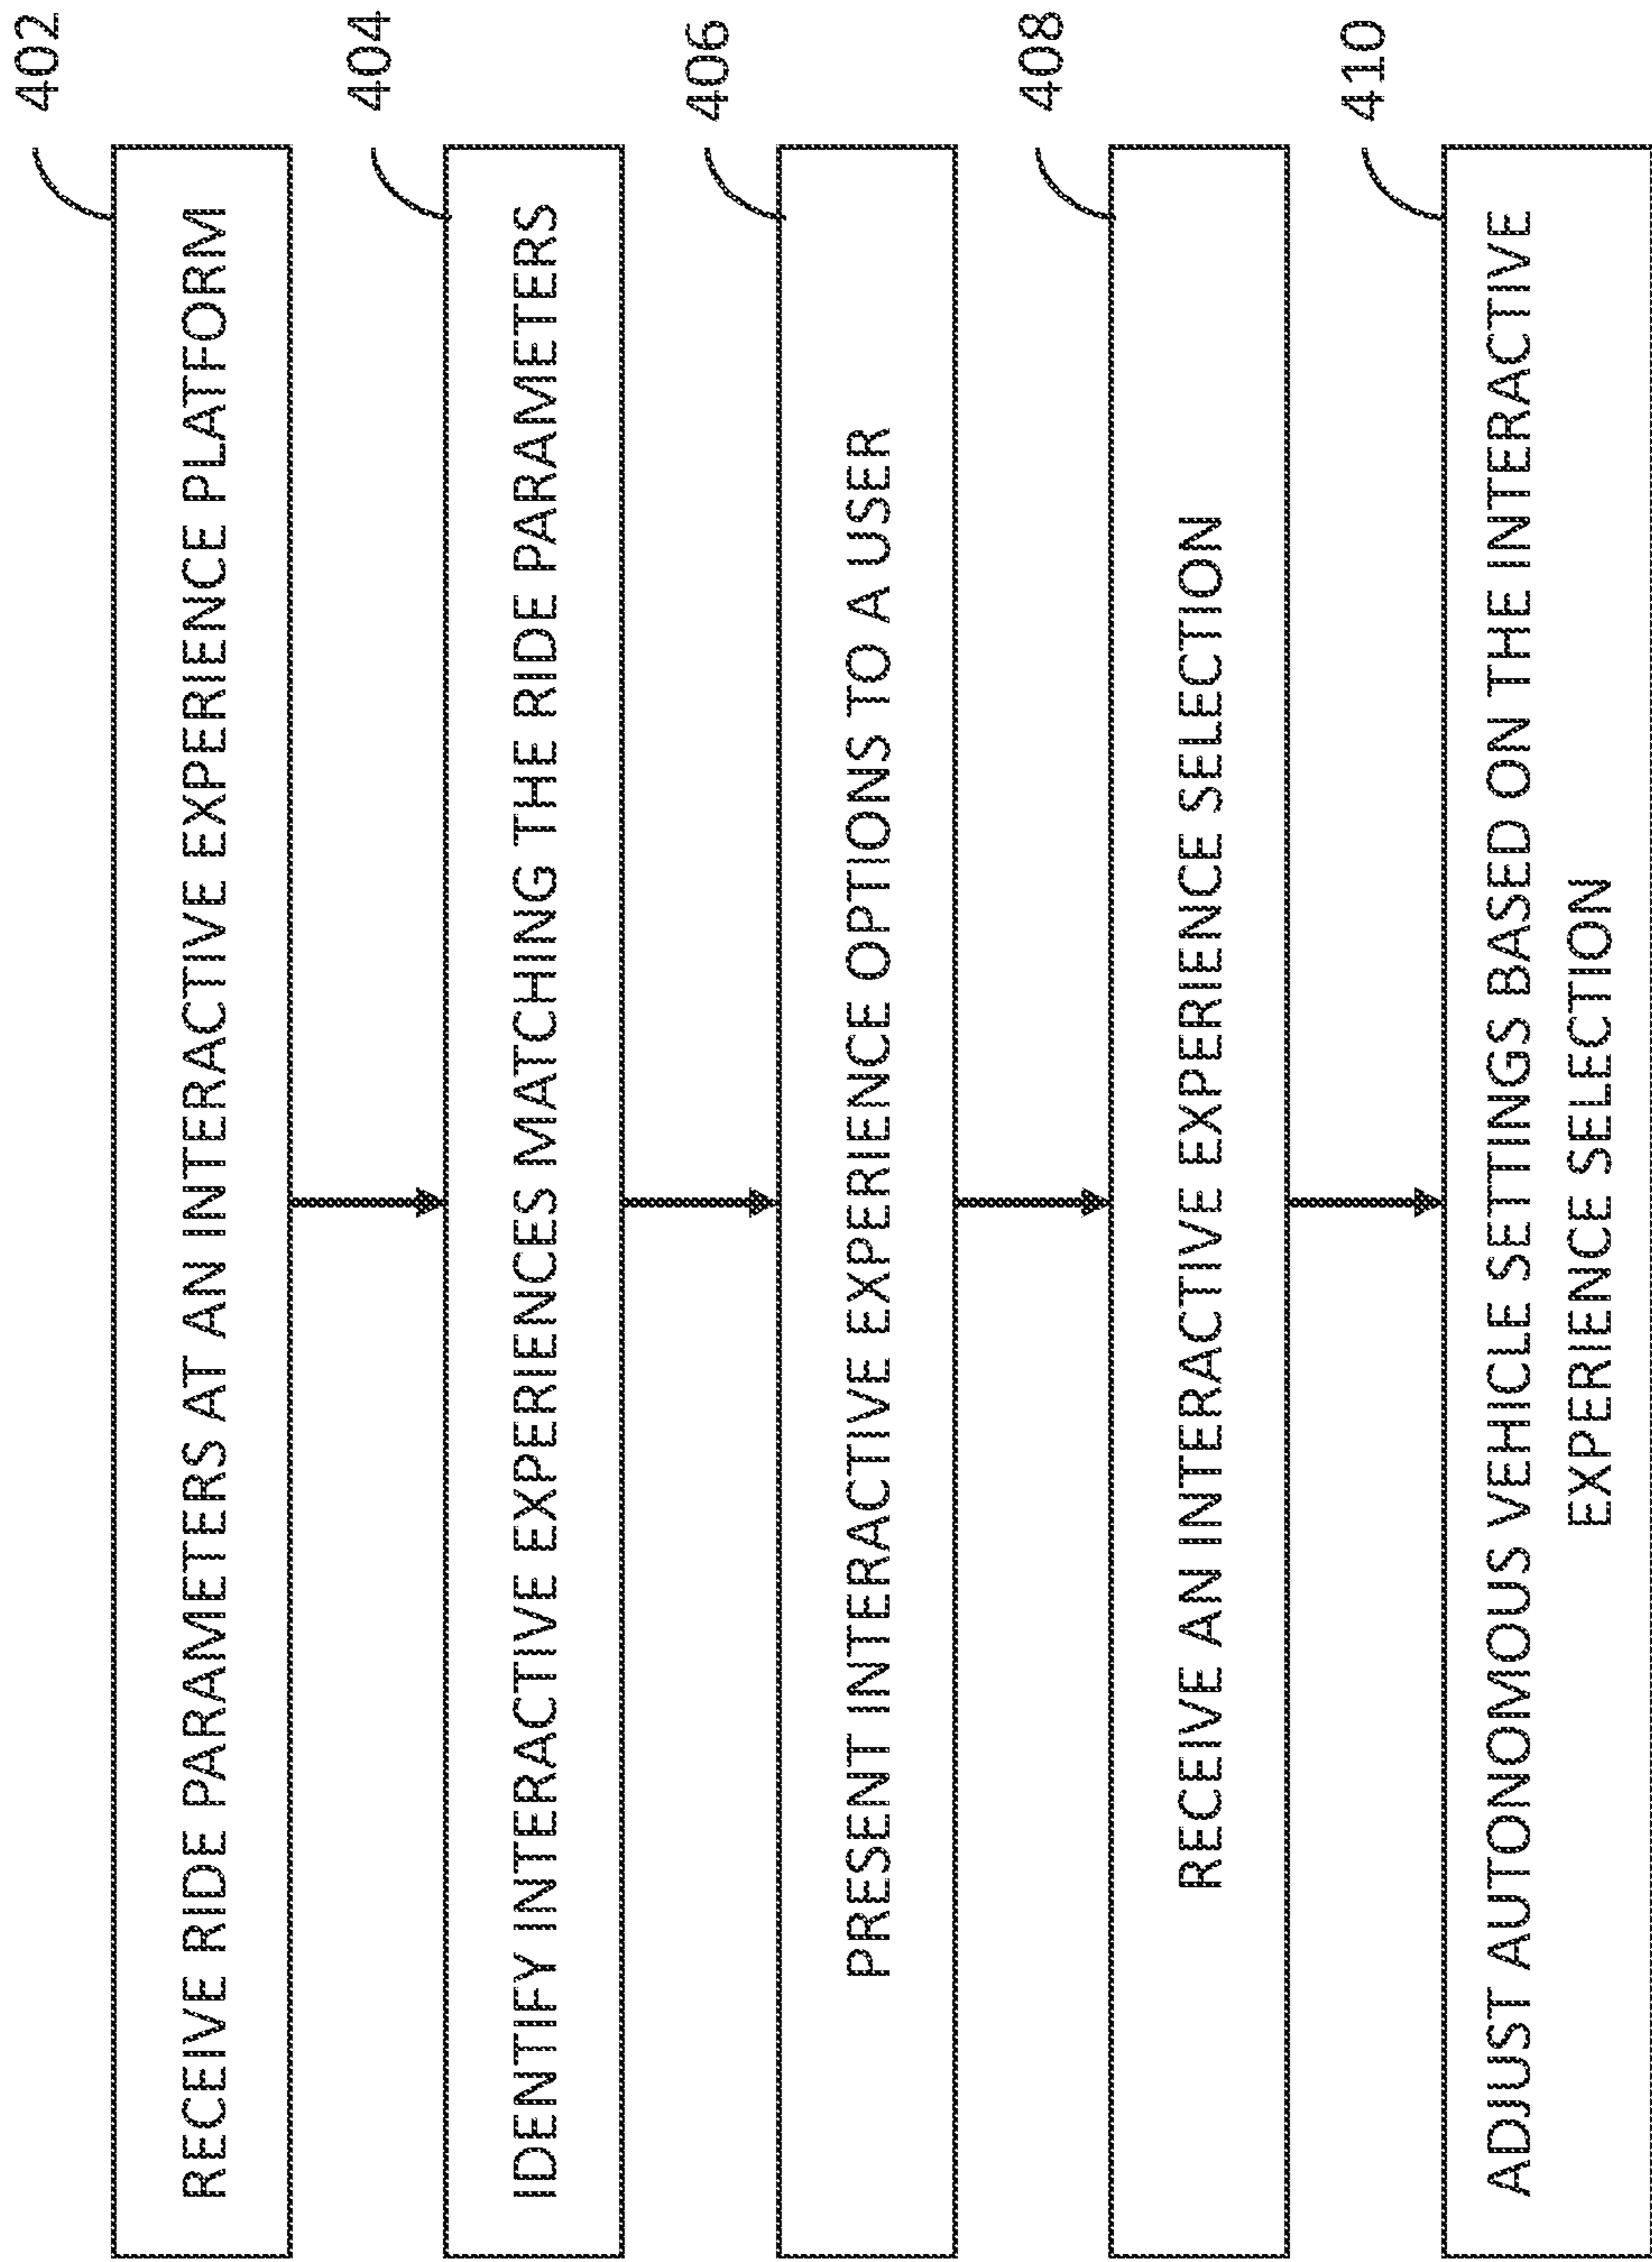 402
RECEIVE RIDE PARAMETERS AT AN INTERACTIVE EXPERIENCE PLATFORM
404
IDENTIFY INTERACTIVE EXPERIENCES MATCHING THE RIDE PARAMETERS
406
PRESENT INTERACTIVE EXPERIENCE OPTIONS TO A USER
408
RECEIVE AN INTERACTIVE EXPERIENCE SELECTION
410
ADJUST AUTONOMOUS VEHICLE SETTINGS BASED ON THE INTERACTIVE
EXPERIENCE SELECTION